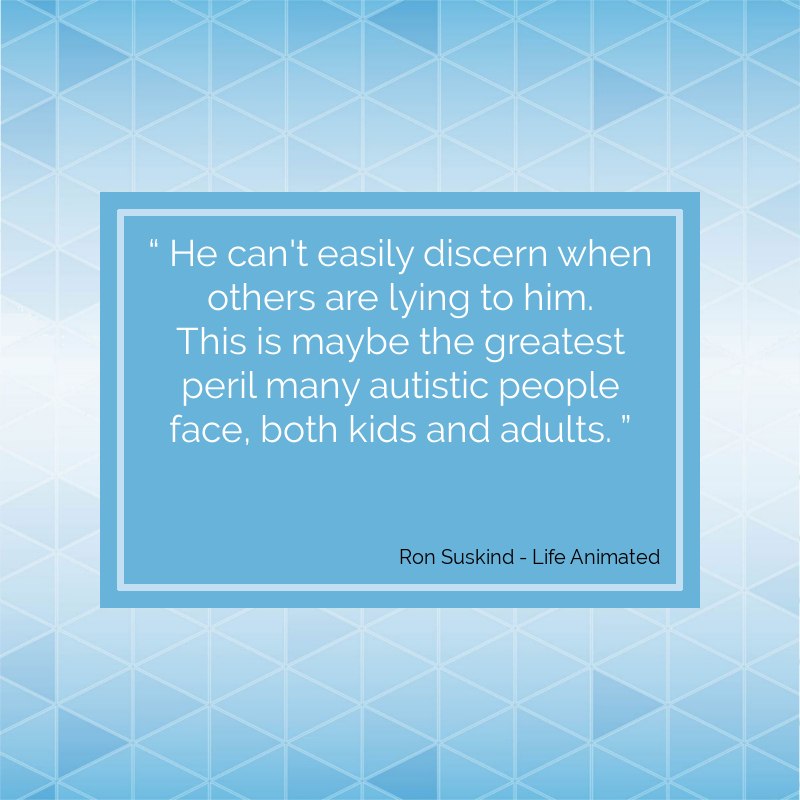 “ He can't easily discern when
others are lying to him.
This is maybe the greatest
peril many autistic people
face, both kids and adults. ”
Ron Suskind - Life Animated